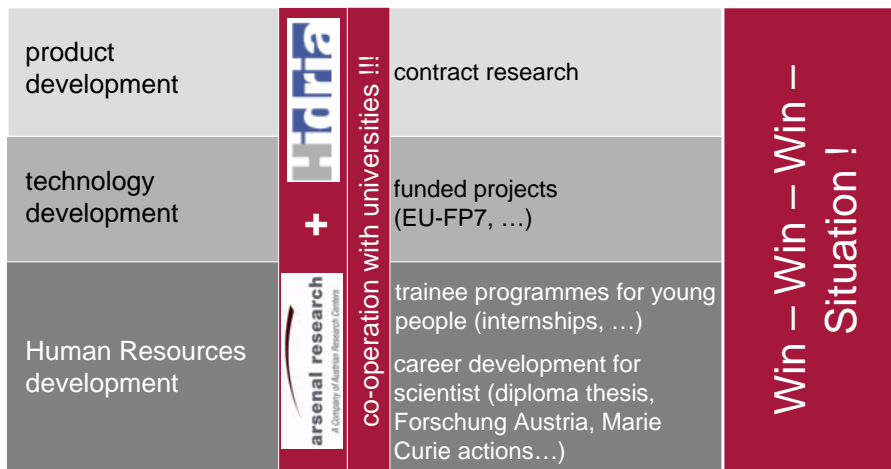 product
development
technology
development
Human Resources
development
Hidria
+
arsenal research
A Company of Austrian Research Centers
co-operation with universities !!!
contract research
funded projects
(EU-FP7, …)
trainee programmes for young
people (internships, …)
career development for
scientist (diploma thesis,
Forschung Austria, Marie
Curie actions…)
Win – Win – Win –
Situation !